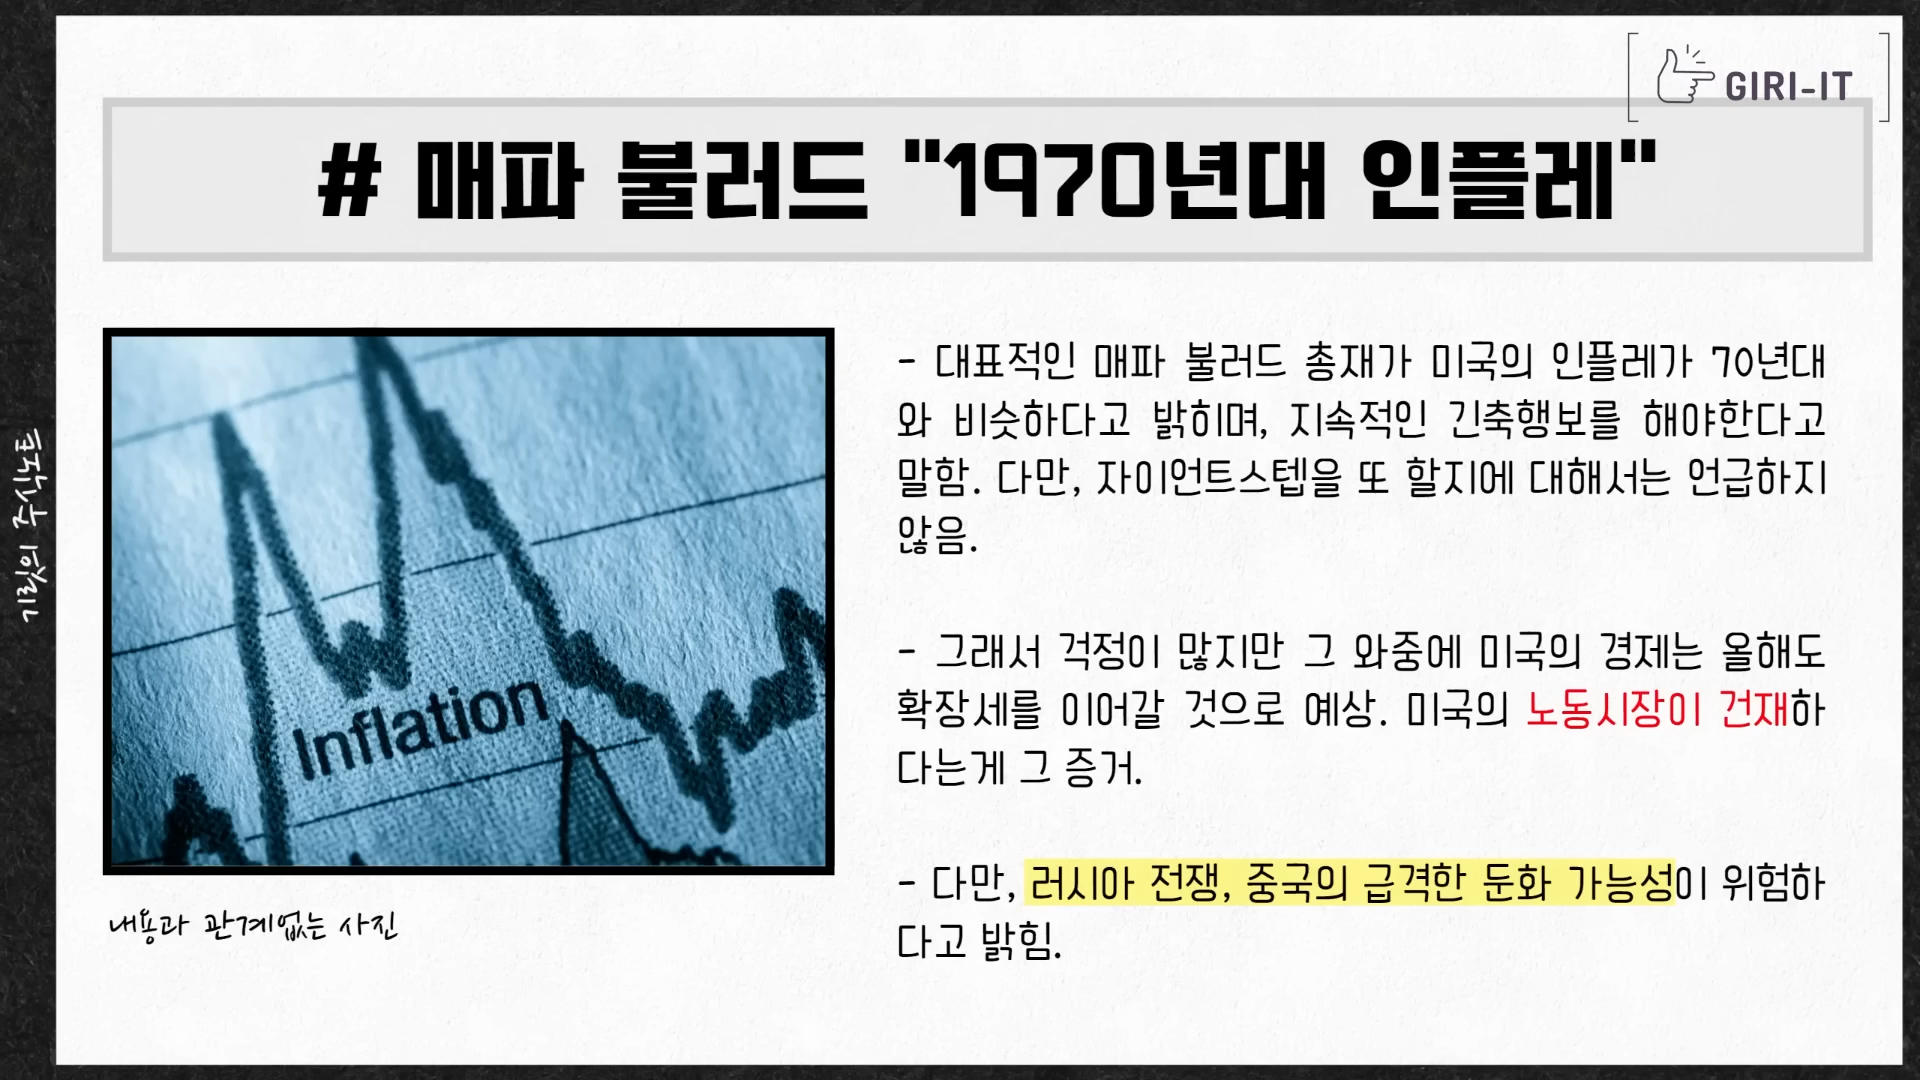 GIRI-IT
# 매파 불러드 "1970년대 인플레"
- 대표적인 매파 불러드 총재가 미국의 인플레가 70년대
와 비슷하다고 밝히며, 지속적인 긴축행보를 해야한다고
말함. 다만, 자이언트스텝을 또 할지에 대해서는 언급하지
않음.
- 그래서 걱정이 많지만 그 와중에 미국의 경제는 올해도
확장세를 이어갈 것으로 예상. 미국의 노동시장이 건재하
다는게 그 증거.
- 다만, 러시아 전쟁, 중국의 급격한 둔화 가능성이 위험하
다고 밝힘.
Inflation
내용과 관계없는 사진
기릿의 주식노트